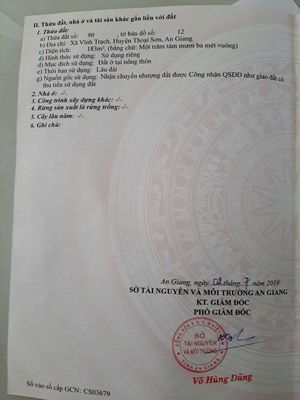 II. Thửa đất, nhà ở và tài sản khác gắn liền với đất
1. Thửa đất:
a) Thửa đất số: 90 , tờ bản đồ số: 12
b) Địa chỉ: Xã Vĩnh Trạch, Huyện Thoại Sơn, An Giang
c) Diện tích: 183m², (bằng chữ: Một trăm tám mươi ba mét vuông)
d) Hình thức sử dụng: Sử dụng riêng
đ) Mục đích sử dụng: Đất ở tại nông thôn
e) Thời hạn sử dụng: Lâu dài
g) Nguồn gốc sử dụng: Nhận chuyển nhượng đất được Công nhận QSDĐ như giao đất có
thu tiền sử dụng đất
2. Nhà ở: -/-.
3. Công trình xây dựng khác: -/-.
4. Rừng sản xuất là rừng trồng: -/-.
5. Cây lâu năm: -/-.
6. Ghi chú:
An Giang, ngày 02 tháng 7 năm 2019
SỞ TÀI NGUYÊN VÀ MÔI TRƯỜNG AN GIANG
KT. GIÁM ĐỐC
PHÓ GIÁM ĐỐC
SỞ
TÀI NGUYÊN
VÀ MÔI TRƯỜNG
Võ Hùng Dũng
Số vào sổ cấp GCN: CS03679